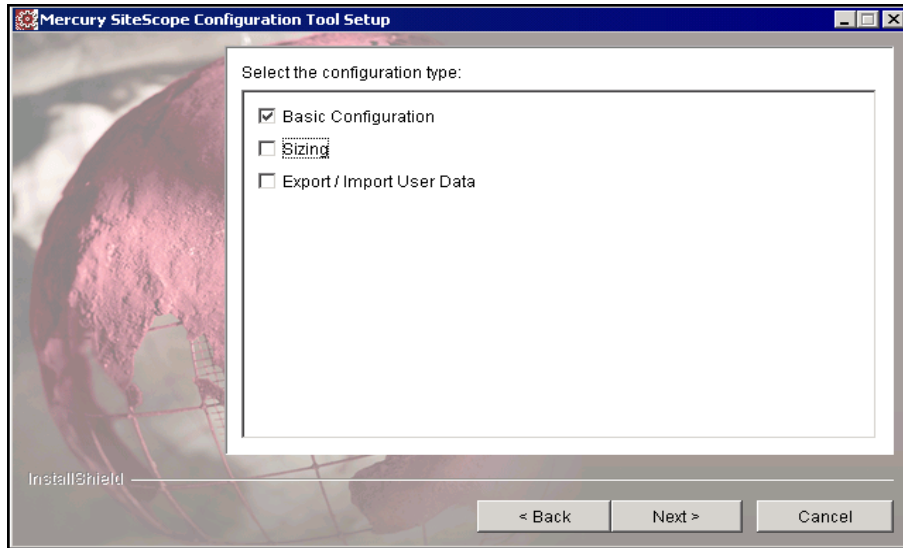 Mercury SiteScope Configuration Tool Setup
Select the configuration type:
Basic Configuration
Sizing
Export / Import User Data
InstallShield
< Back
Next >
Cancel